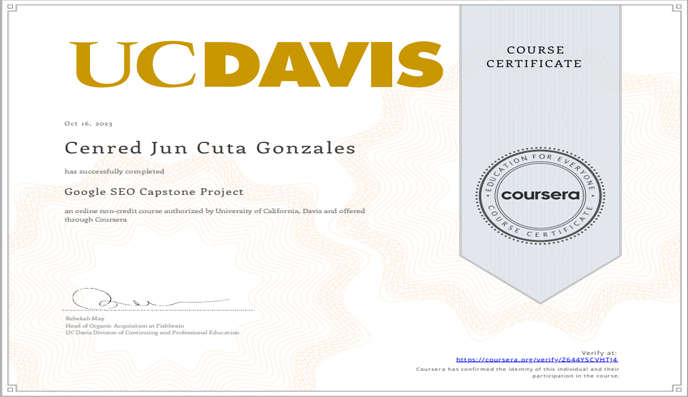 UCDAVIS
COURSE
CERTIFICATE
Oct 16, 2023
Cenred Jun Cuta Gonzales
has successfully completed
Google SEO Capstone Project
an online non-credit course authorized by University of California, Davis and offered
through Coursera
EDUCATION FOR EVERYONE
coursera
COURSE CERTIFICATE
Rebekah May
Head of Organic Acquisition at Fishbrain
UC Davis Division of Continuing and Professional Education
Verify at:
https://coursera.org/verify/Z644YSCVHTJ4
Coursera has confirmed the identity of this individual and their
participation in the course.